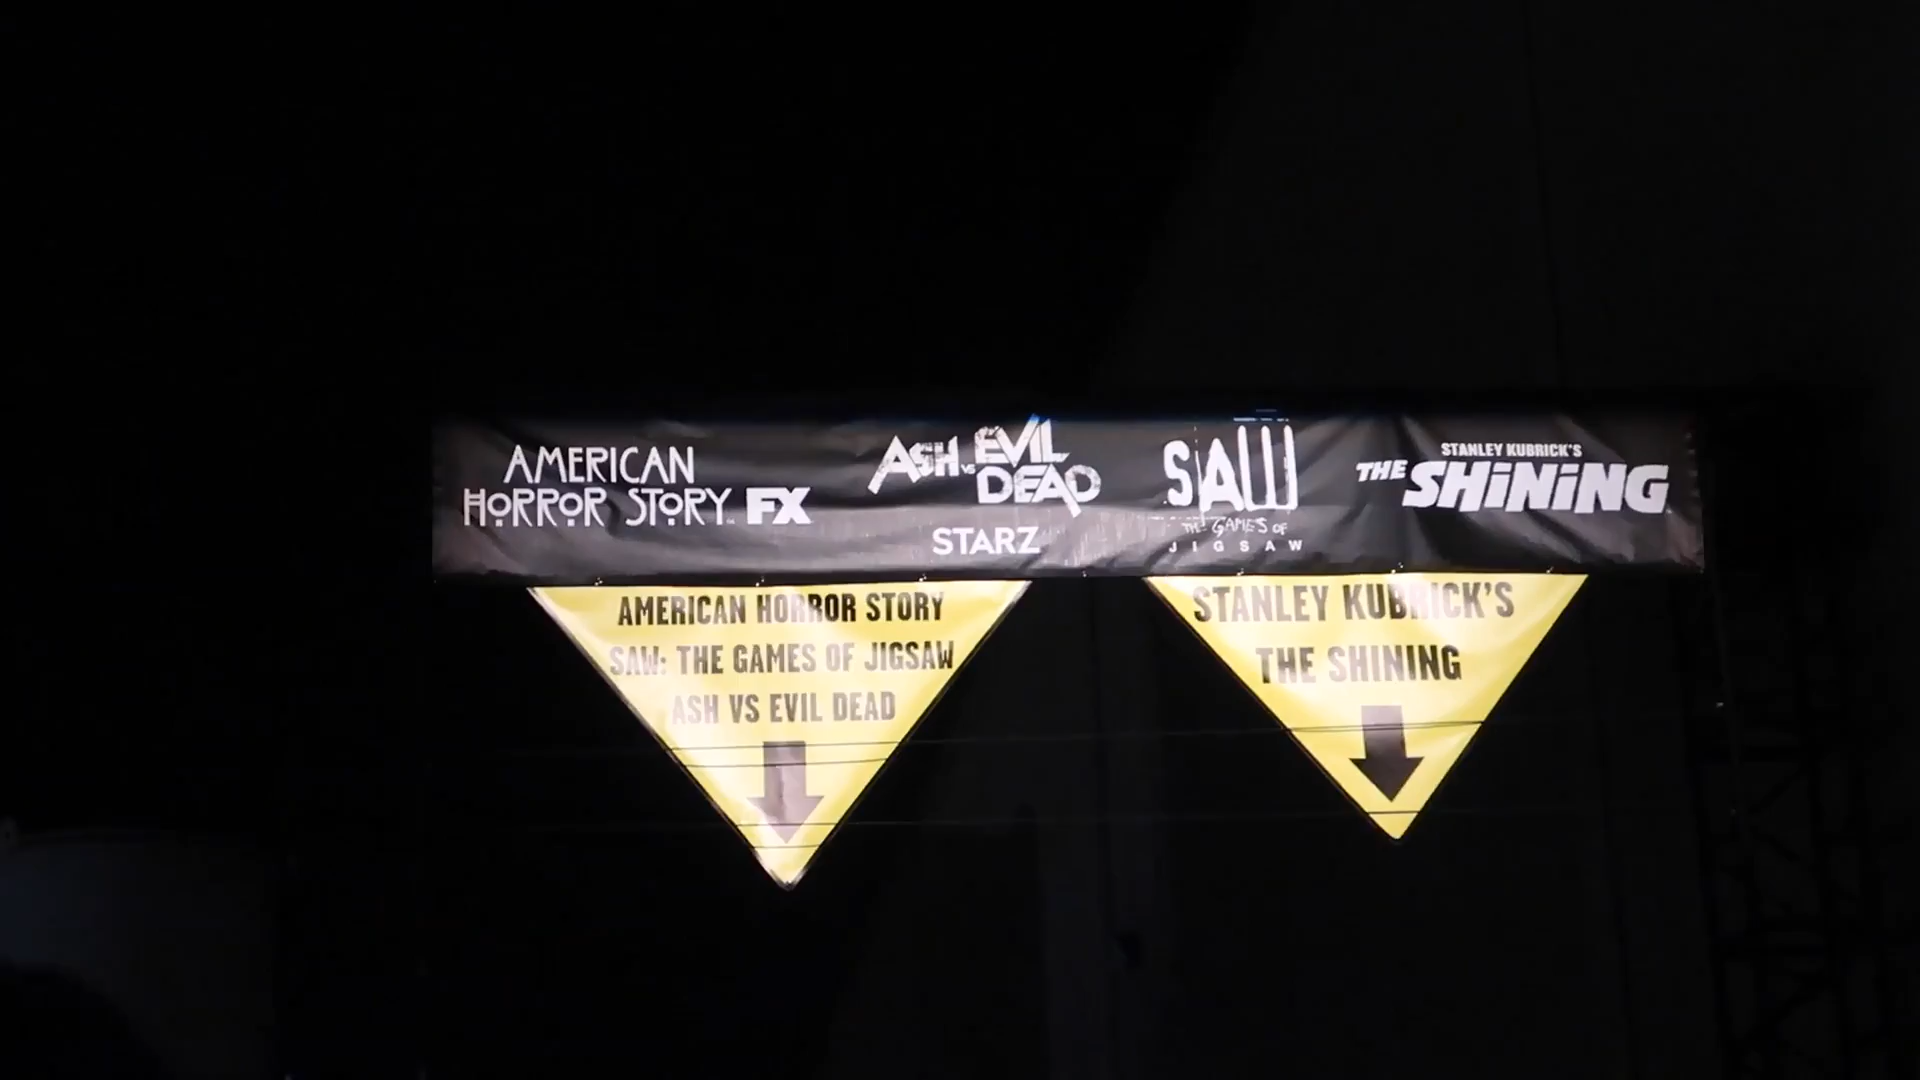 AMERICAN
HORROR STORY FX
ASH vs EVIL
DEAD
STARZ
SAW
THE GAMES OF
JIGSAW
STANLEY KUBRICK'S
THE SHiNiNG
AMERICAN HORROR STORY
SAW: THE GAMES OF JIGSAW
ASH VS EVIL DEAD
STANLEY KUBRICK'S
THE SHINING